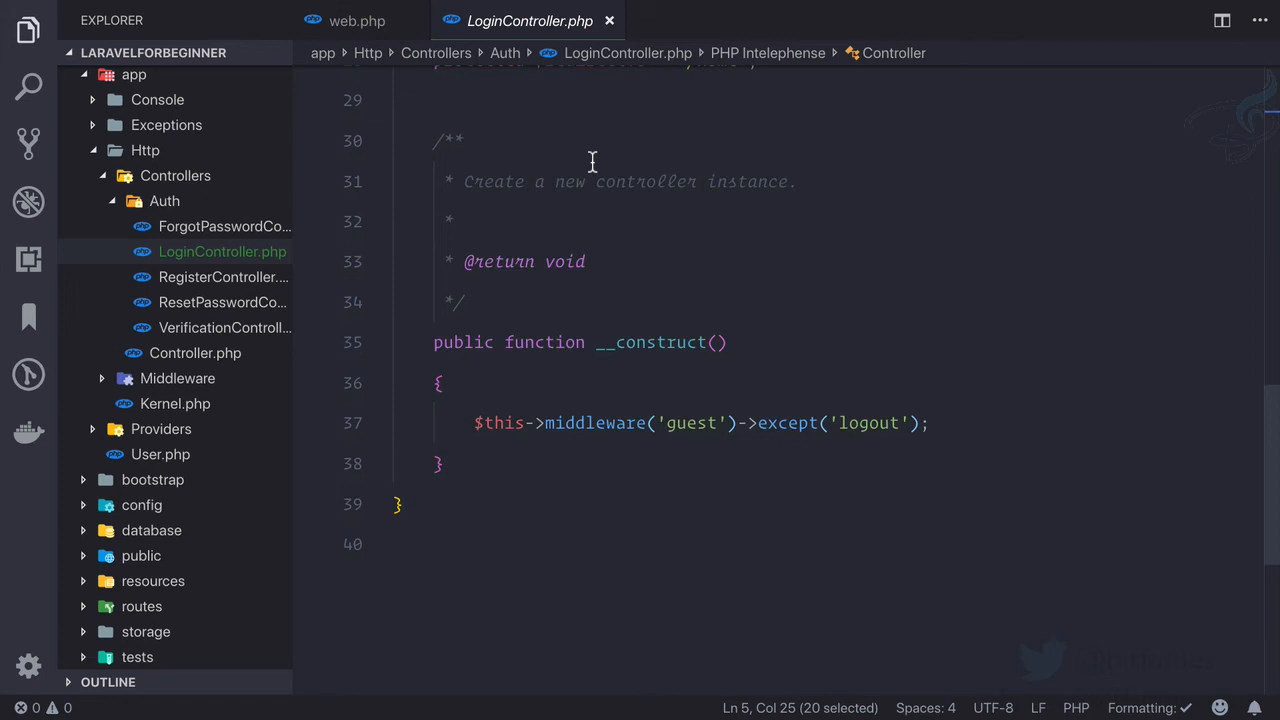 EXPLORER
web.php
LoginController.php
LARAVELFORBEGINNER
app Http Controllers Auth LoginController.php PHP Intelephense Controller
app
Console
Exceptions
Http
Controllers
Auth
ForgotPasswordCo...
LoginController.php
RegisterController....
ResetPasswordCo...
VerificationControll...
Controller.php
Middleware
Kernel.php
Providers
User.php
bootstrap
config
database
public
resources
routes
storage
tests
OUTLINE
29
30 /**
31 * Create a new controller instance.
32 *
33 * @return void
34 */
35 public function __construct()
36 {
37 $this->middleware('guest')->except('logout');
38 }
39 }
40
0 0
Ln 5, Col 25 (20 selected) Spaces: 4 UTF-8 LF PHP Formatting: ✓